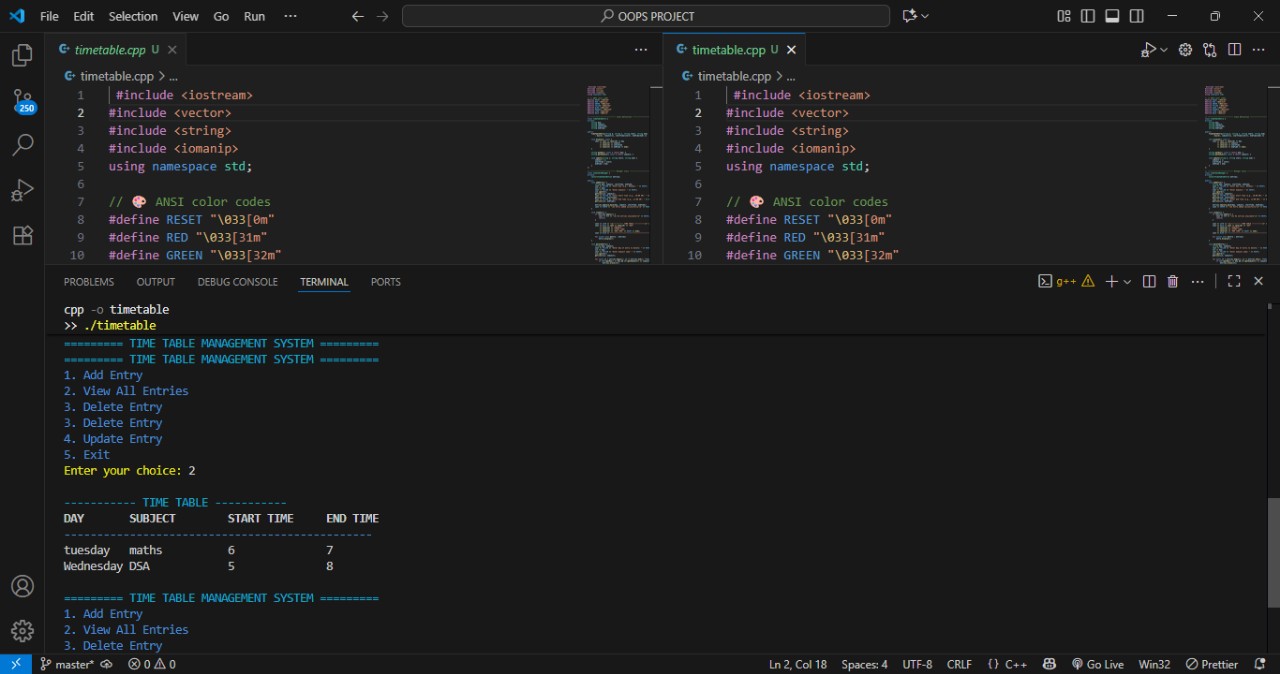 File Edit Selection View Go Run ··· ← → OOPS PROJECT
timetable.cpp U ×
timetable.cpp > ...
1 #include <iostream>
2 #include <vector>
3 #include <string>
4 #include <iomanip>
5 using namespace std;
6
7 // 🎨 ANSI color codes
8 #define RESET "\033[0m"
9 #define RED "\033[31m"
10 #define GREEN "\033[32m"
timetable.cpp U ×
timetable.cpp > ...
1 #include <iostream>
2 #include <vector>
3 #include <string>
4 #include <iomanip>
5 using namespace std;
6
7 // 🎨 ANSI color codes
8 #define RESET "\033[0m"
9 #define RED "\033[31m"
10 #define GREEN "\033[32m"
250
PROBLEMS OUTPUT DEBUG CONSOLE TERMINAL PORTS g++
cpp -o timetable
>> ./timetable
========= TIME TABLE MANAGEMENT SYSTEM =========
========= TIME TABLE MANAGEMENT SYSTEM =========
1. Add Entry
2. View All Entries
3. Delete Entry
3. Delete Entry
4. Update Entry
5. Exit
Enter your choice: 2
----------- TIME TABLE -----------
DAY SUBJECT START TIME END TIME
-----------------------------------------------
tuesday maths 6 7
Wednesday DSA 5 8
========= TIME TABLE MANAGEMENT SYSTEM =========
1. Add Entry
2. View All Entries
3. Delete Entry
master* 0 0 Ln 2, Col 18 Spaces: 4 UTF-8 CRLF {} C++ Go Live Win32 Prettier